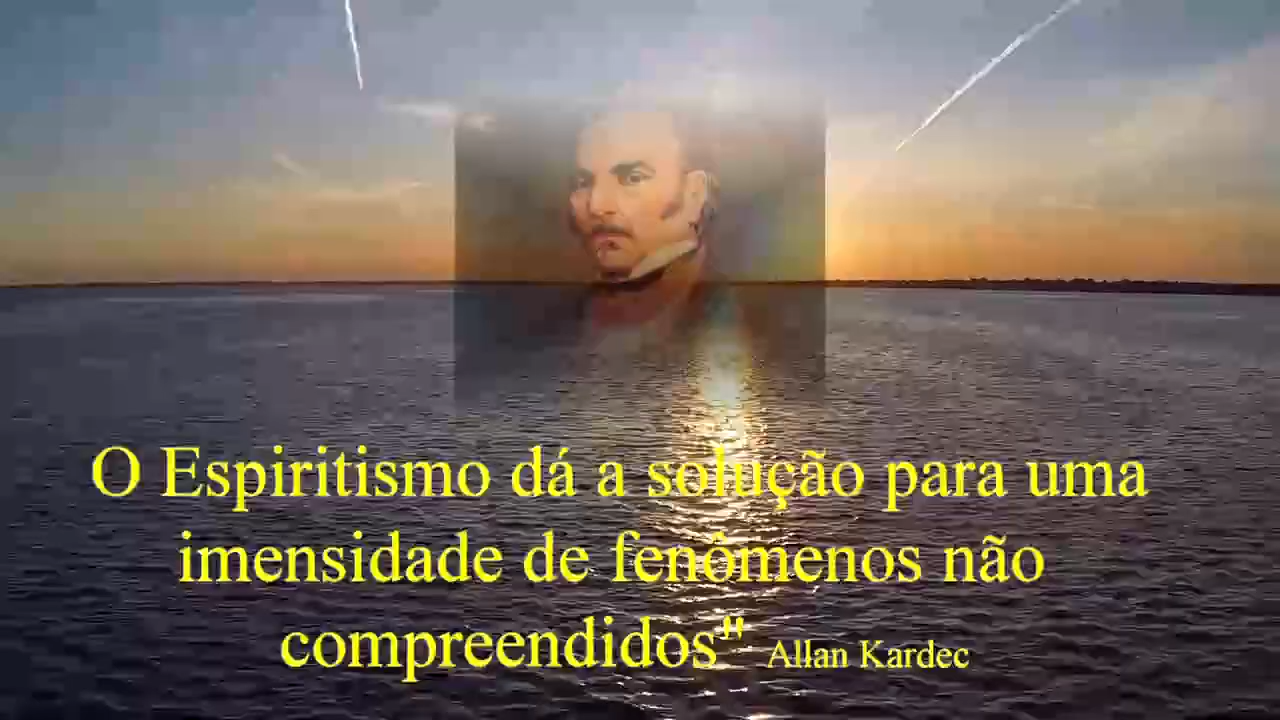 O Espiritismo dá a solução para uma
imensidade de fenômenos não
compreendidos" Allan Kardec